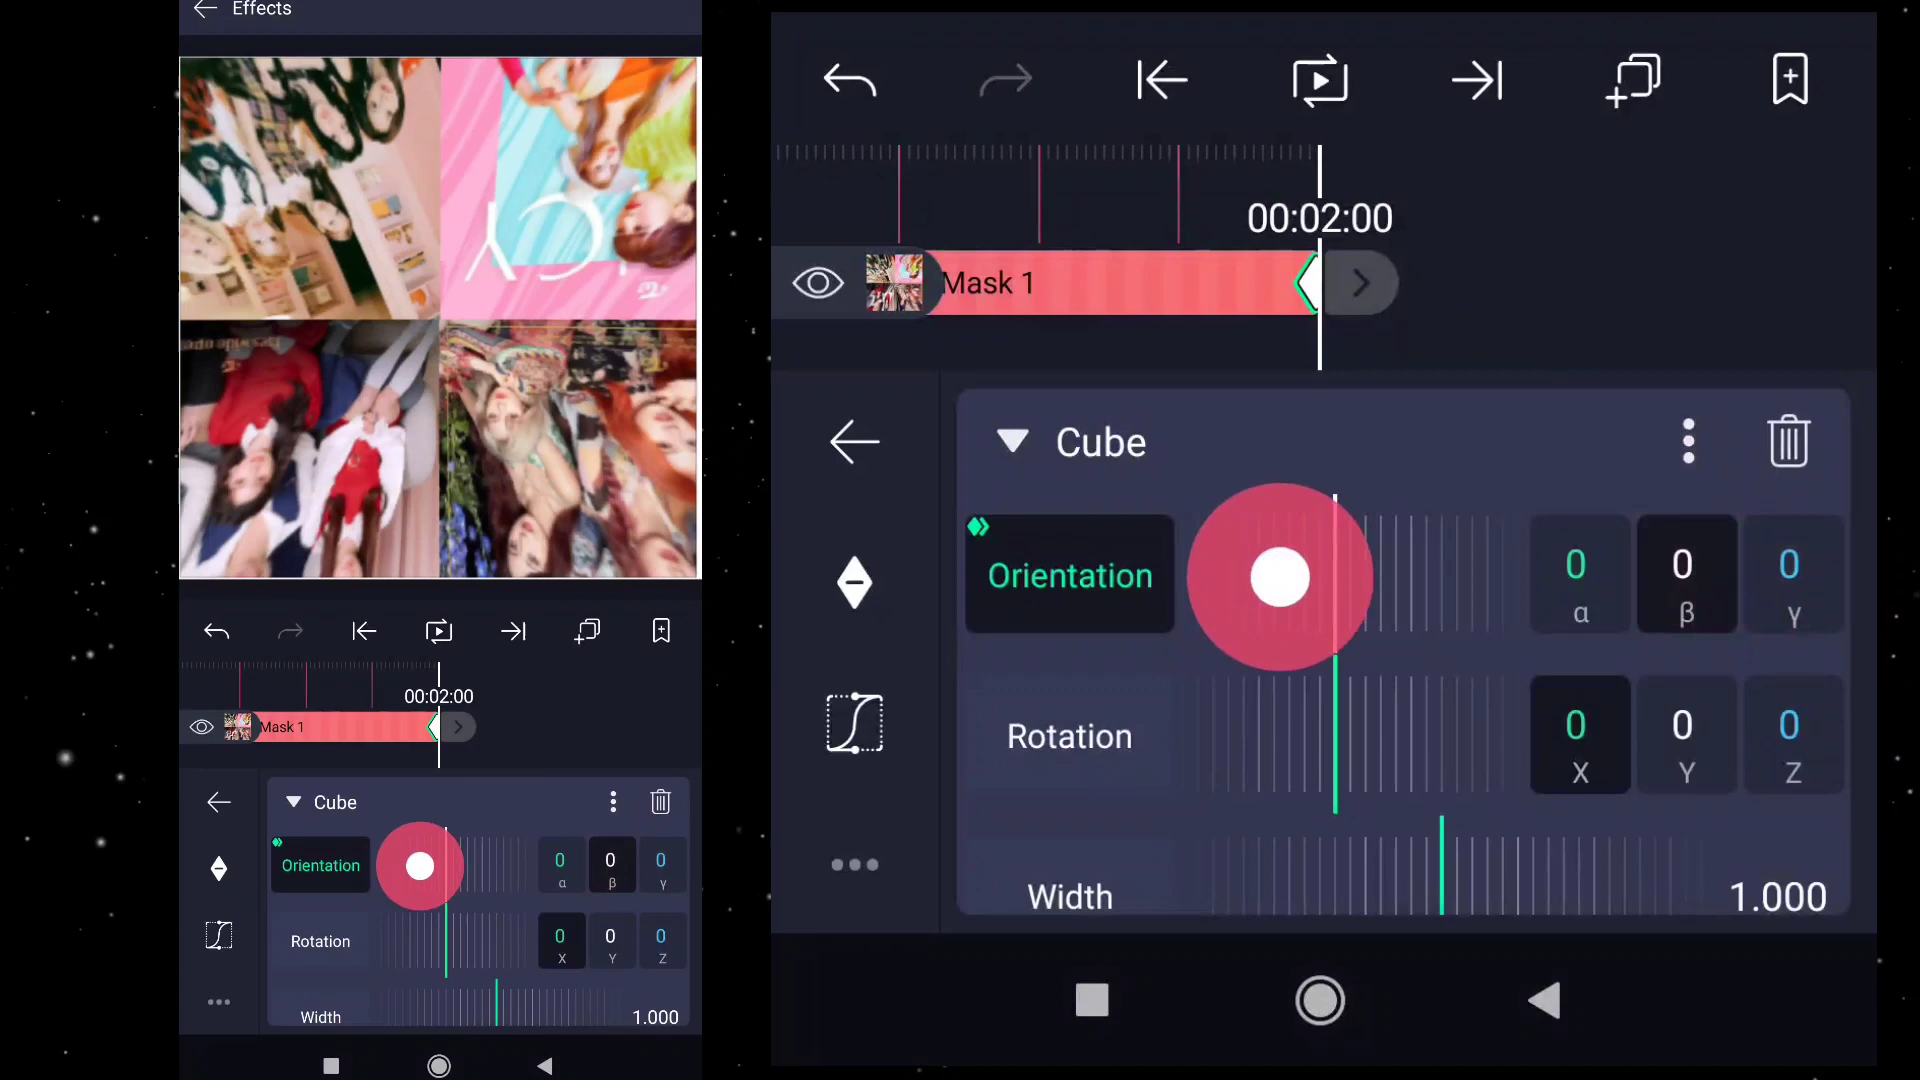 Effects
00:02:00
Mask 1
Cube
Orientation
0 0 0
α β γ
Rotation
0 0 0
X Y Z
Width
1.000
00:02:00
Mask 1
Cube
Orientation
0 0 0
α β γ
Rotation
0 0 0
X Y Z
Width
1.000